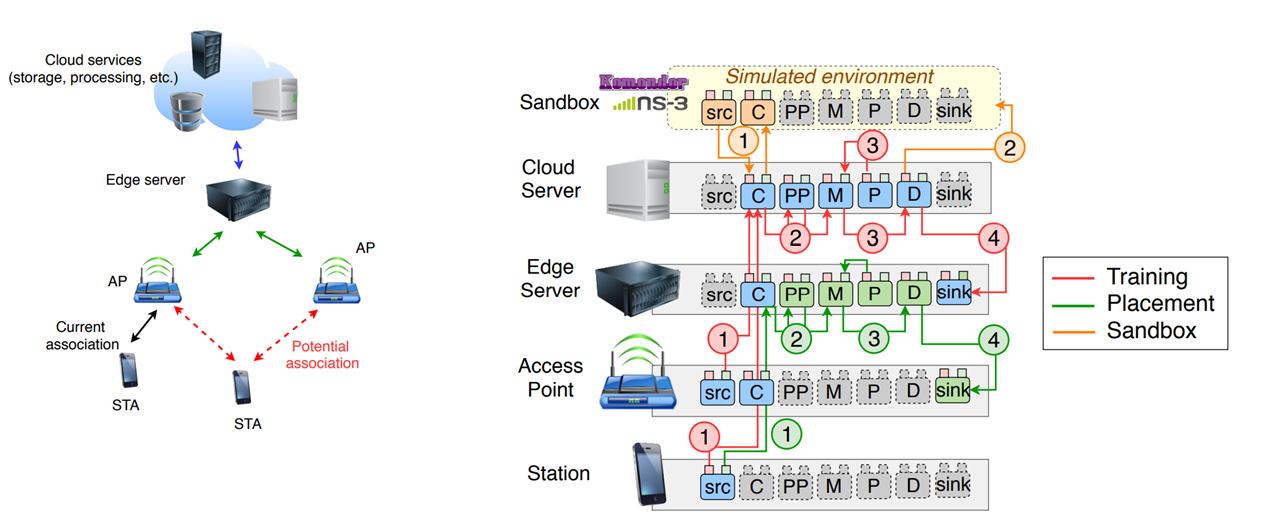 Cloud services
(storage, processing, etc.)
Edge server
AP
AP
Current
association
Potential
association
STA
STA
Komondor
NS-3
Simulated environment
Sandbox
src C PP M P D sink
1
3
2
Cloud
Server
src C PP M P D sink
2
3
4
Edge
Server
src C PP M P D sink
1
2
3
4
Access
Point
src C PP M P D sink
1
1
Station
src C PP M P D sink
Training
Placement
Sandbox